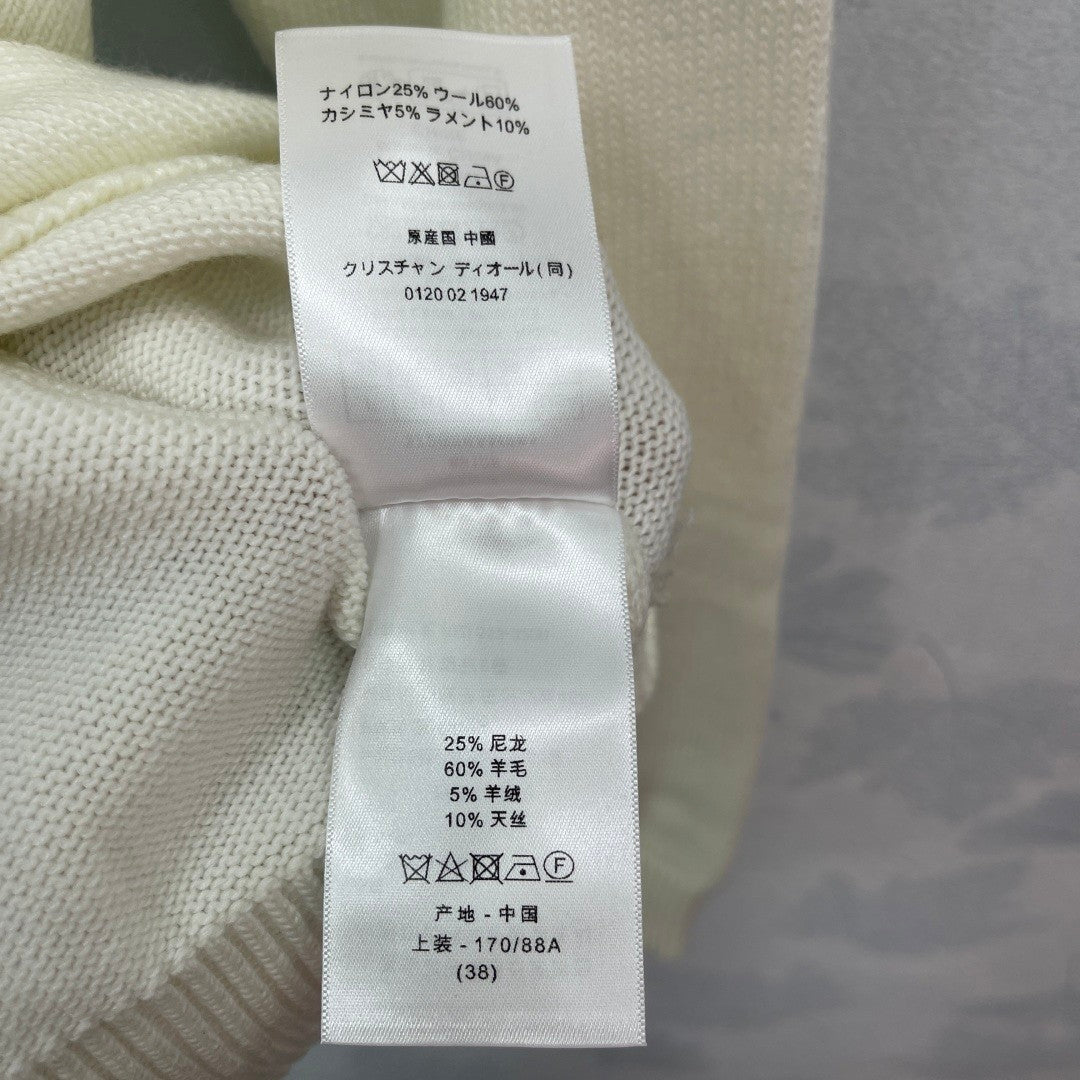 ナイロン25% ウール60%
カシミヤ5% ラメント10%
F
原産国 中國
クリスチャン ディオール(同)
0120 02 1947
25% 尼龙
60% 羊毛
5% 羊绒
10% 天丝
F
产地 - 中国
上装 - 170/88A
(38)